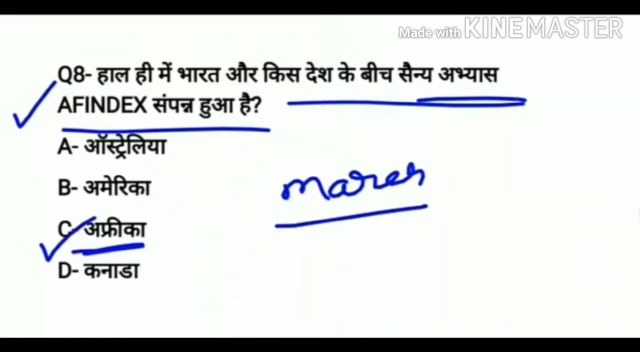 Made with KINEMASTER
Q8- हाल ही में भारत और किस देश के बीच सैन्य अभ्यास
AFINDEX संपन्न हुआ है?
A- ऑस्ट्रेलिया
B- अमेरिका
march
C- अफ्रीका
D- कनाडा